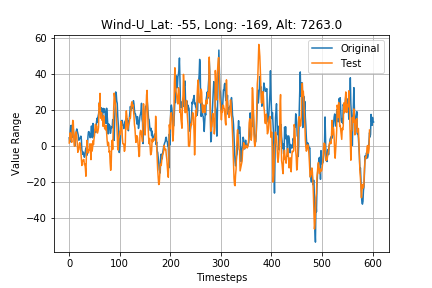 Wind-U_Lat: -55, Long: -169, Alt: 7263.0
Original
Test
Value Range
60
40
20
0
−20
−40
0 100 200 300 400 500 600
Timesteps